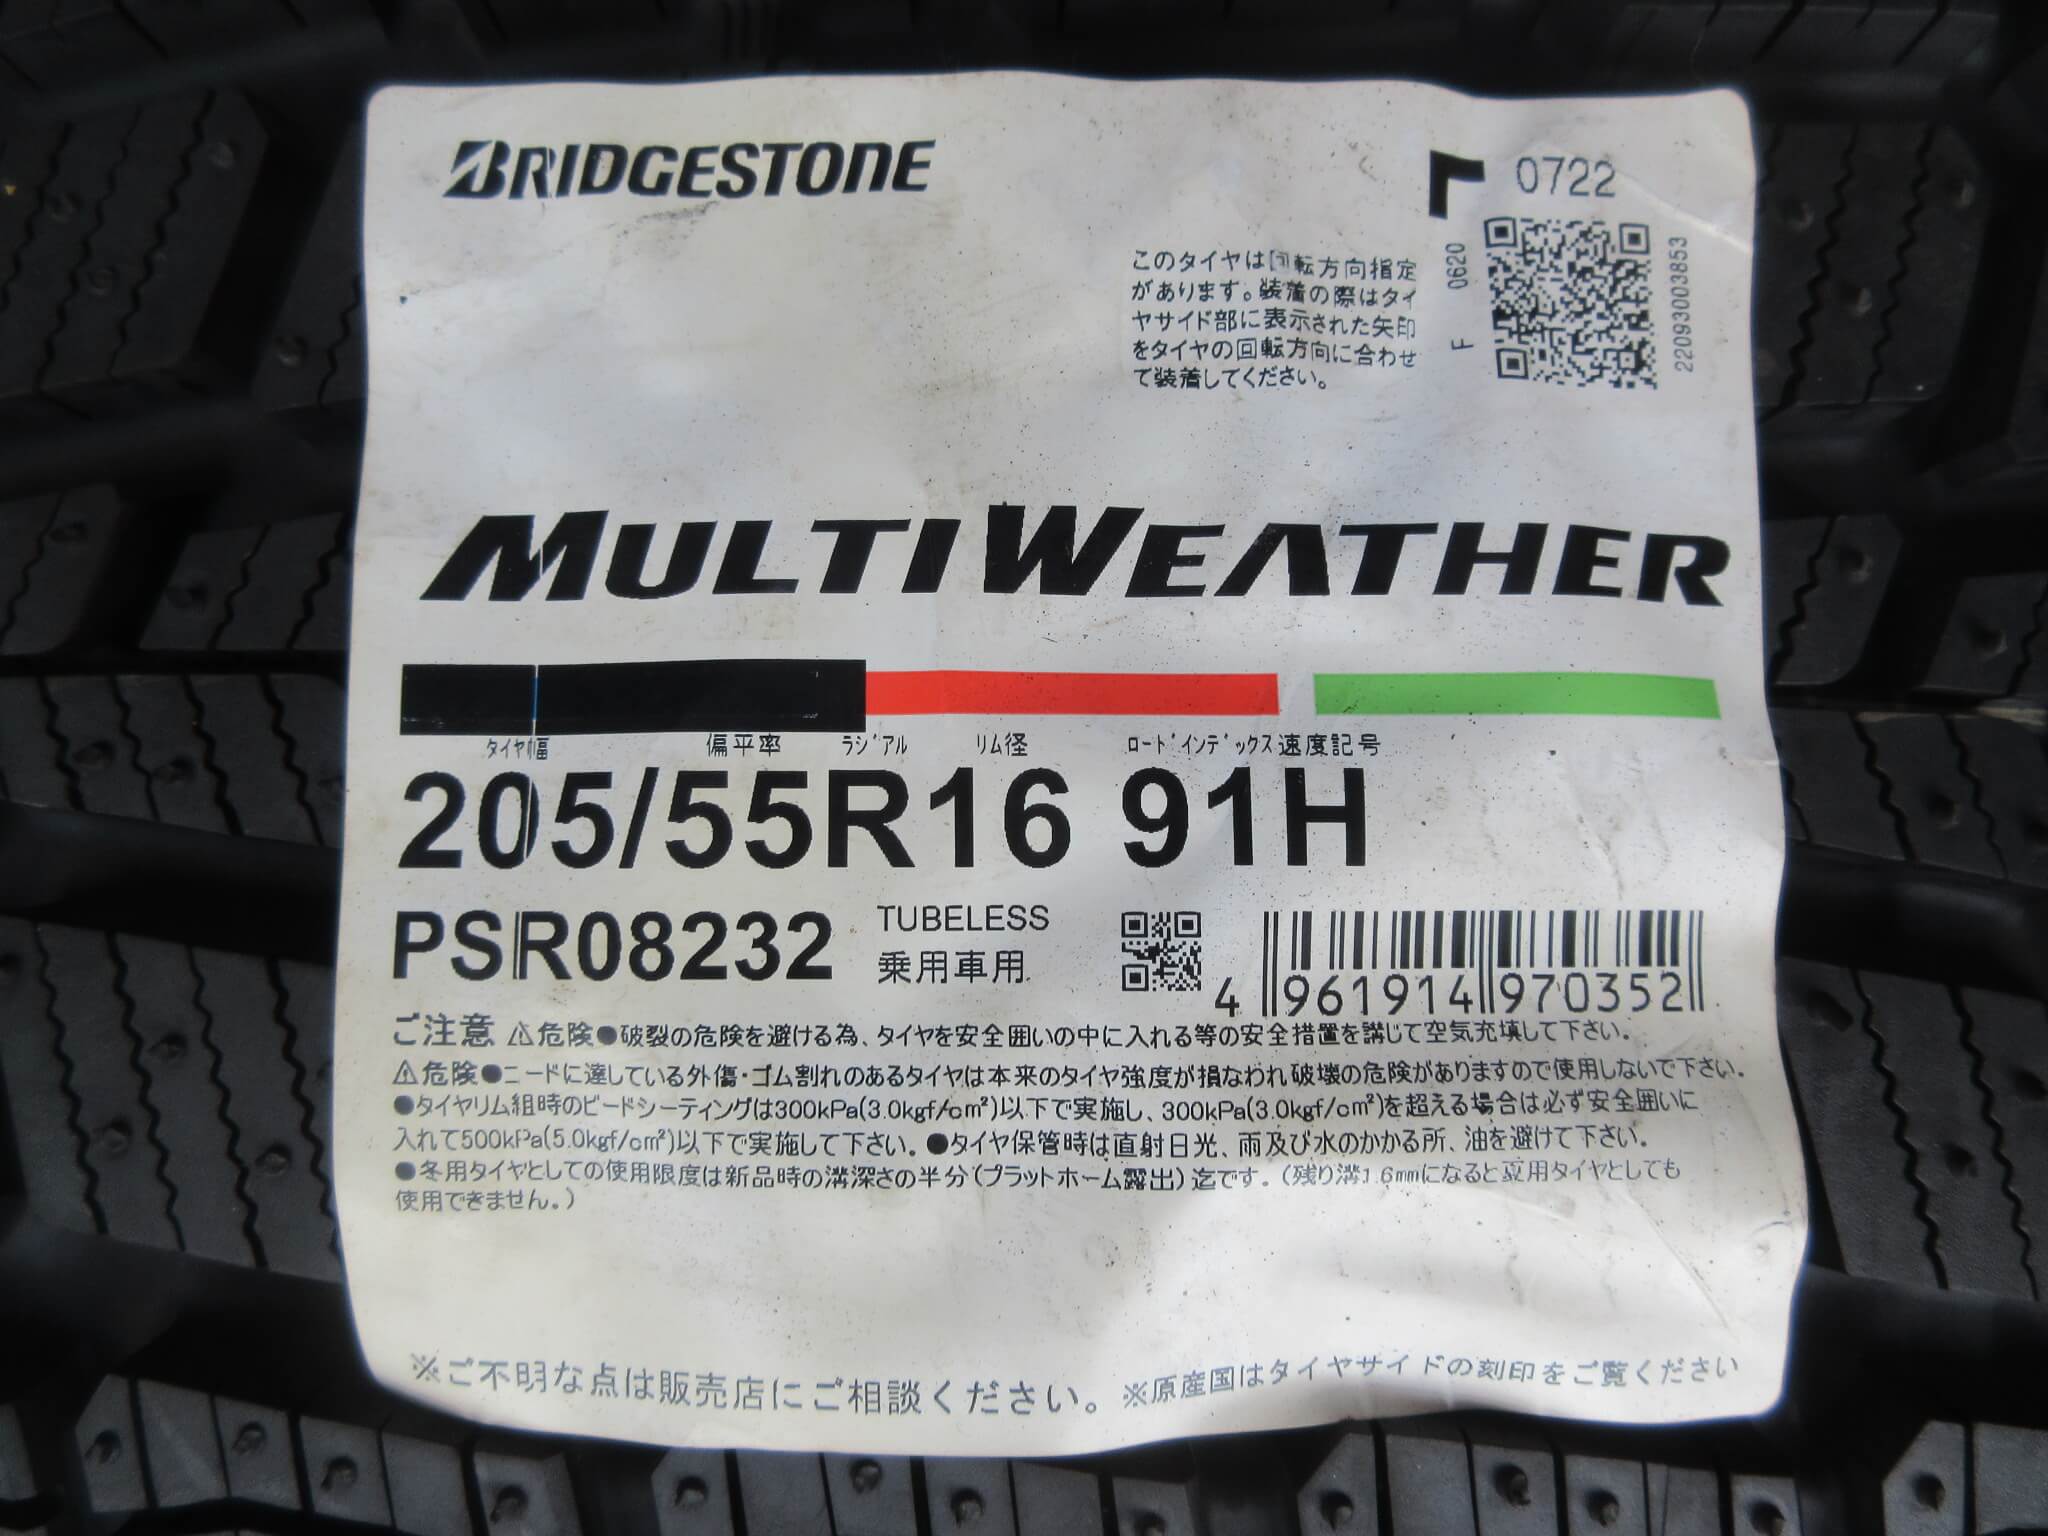 BRIDGESTONE
0722
このタイヤは回転方向指定
があります。装着の際はタイ
ヤサイド部に表示された矢印
をタイヤの回転方向に合わせ
て装着してください。
F 0620
22093003853
MULTI WEATHER
タイヤ幅 偏平率 ラジアル リム径 ロードインデックス 速度記号
205/55R16 91H
PSR08232 TUBELESS
乗用車用
4 961914 970352
ご注意 ⚠危険●破裂の危険を避ける為、タイヤを安全囲いの中に入れる等の安全措置を講じて空気充填して下さい。
⚠危険●コードに達している外傷・ゴム割れのあるタイヤは本来のタイヤ強度が損なわれ破壊の危険がありますので使用しないで下さい。
●タイヤリム組時のビードシーティングは300kPa(3.0kgf/cm²)以下で実施し、300kPa(3.0kgf/cm²)を超える場合は必ず安全囲いに
入れて500kPa(5.0kgf/cm²)以下で実施して下さい。●タイヤ保管時は直射日光、雨及び水のかかる所、油を避けて下さい。
●冬用タイヤとしての使用限度は新品時の溝深さの半分(プラットホーム露出)迄です。(残り溝1.6mmになると夏用タイヤとしても
使用できません。)
※ご不明な点は販売店にご相談ください。※原産国はタイヤサイドの刻印をご覧ください